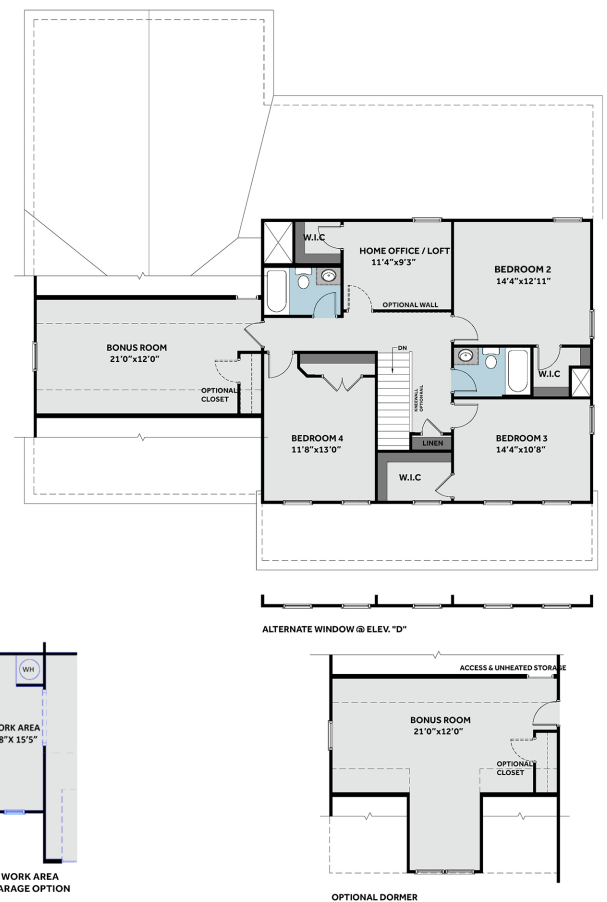 W.I.C
HOME OFFICE / LOFT
11'4"x9'3"
BEDROOM 2
14'4"x12'11"
OPTIONAL WALL
BONUS ROOM
21'0"x12'0"
DN
W.I.C
OPTIONAL
CLOSET
KNEEWALL
OPTION RAIL
BEDROOM 4
11'8"x13'0"
LINEN
BEDROOM 3
14'4"x10'8"
W.I.C
ALTERNATE WINDOW @ ELEV. "D"
WH
ORK AREA
8"X 15'5"
WORK AREA
ARAGE OPTION
ACCESS & UNHEATED STORAGE
BONUS ROOM
21'0"x12'0"
OPTIONAL
CLOSET
OPTIONAL DORMER